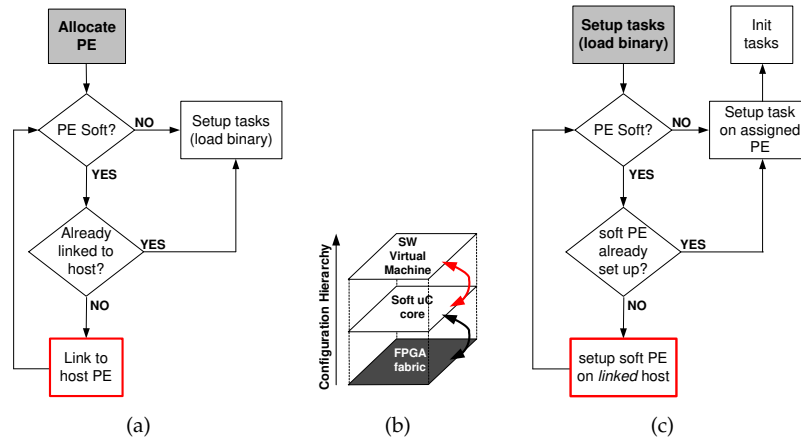 Allocate
PE
PE Soft?
NO
Setup tasks
(load binary)
YES
Already
linked to
host?
YES
NO
Link to
host PE
(a)
Configuration Hierarchy
SW
Virtual
Machine
Soft uC
core
FPGA
fabric
(b)
Setup tasks
(load binary)
Init
tasks
PE Soft?
NO
Setup task
on assigned
PE
YES
soft PE
already
set up?
YES
NO
setup soft PE
on linked host
(c)